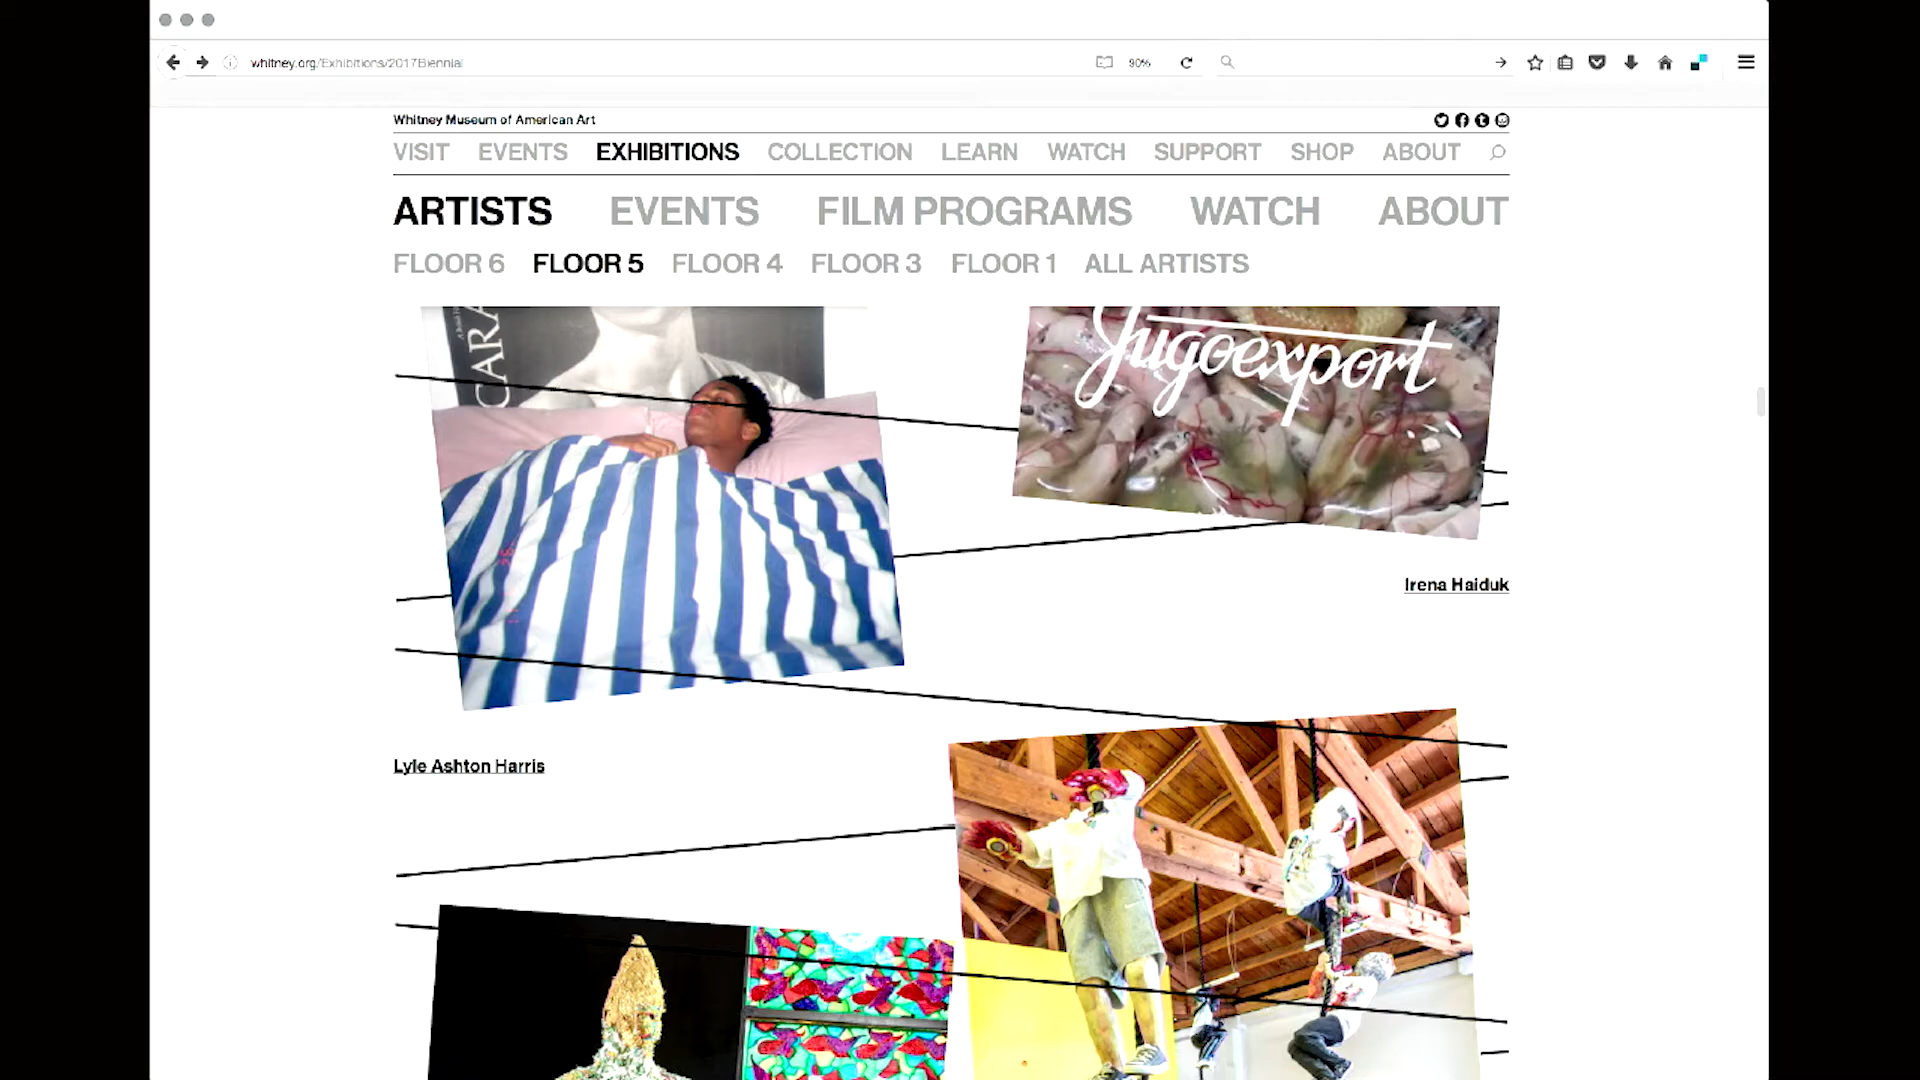 whitney.org/Exhibitions/2017Biennial
90%
Whitney Museum of American Art
VISIT EVENTS EXHIBITIONS COLLECTION LEARN WATCH SUPPORT SHOP ABOUT
ARTISTS EVENTS FILM PROGRAMS WATCH ABOUT
FLOOR 6 FLOOR 5 FLOOR 4 FLOOR 3 FLOOR 1 ALL ARTISTS
CARA
Jugoexport
Irena Haiduk
Lyle Ashton Harris